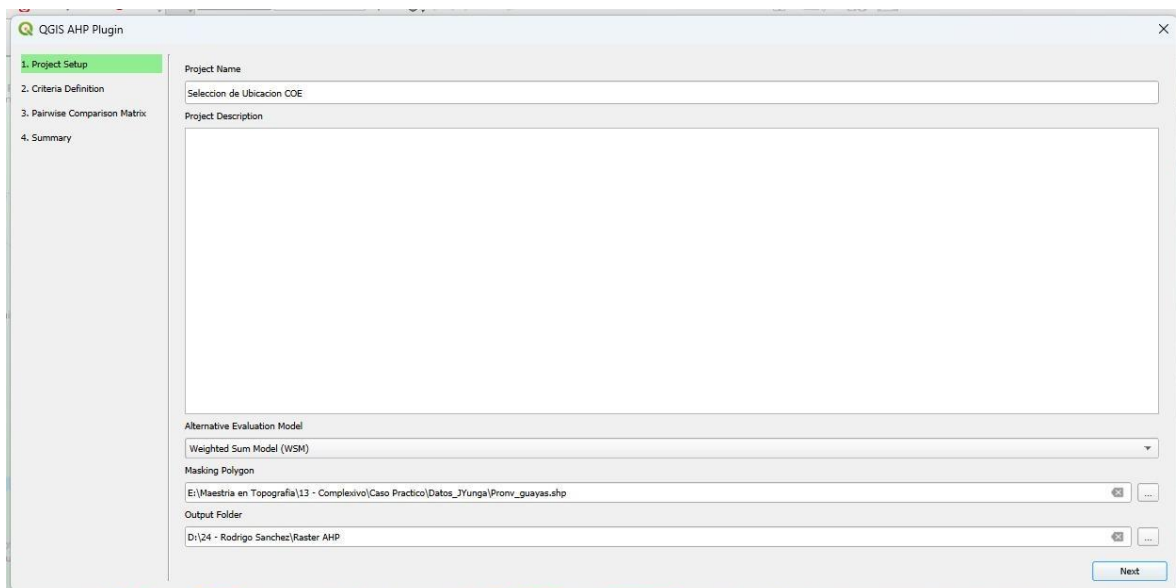 QGIS AHP Plugin
1. Project Setup
2. Criteria Definition
3. Pairwise Comparison Matrix
4. Summary
Project Name
Seleccion de Ubicacion COE
Project Description
Alternative Evaluation Model
Weighted Sum Model (WSM)
Masking Polygon
E:\Maestria en Topografia\13 - Complexivo\Caso Practico\Datos_JYunga\Pronv_guayas.shp
...
Output Folder
D:\24 - Rodrigo Sanchez\Raster AHP
...
Next